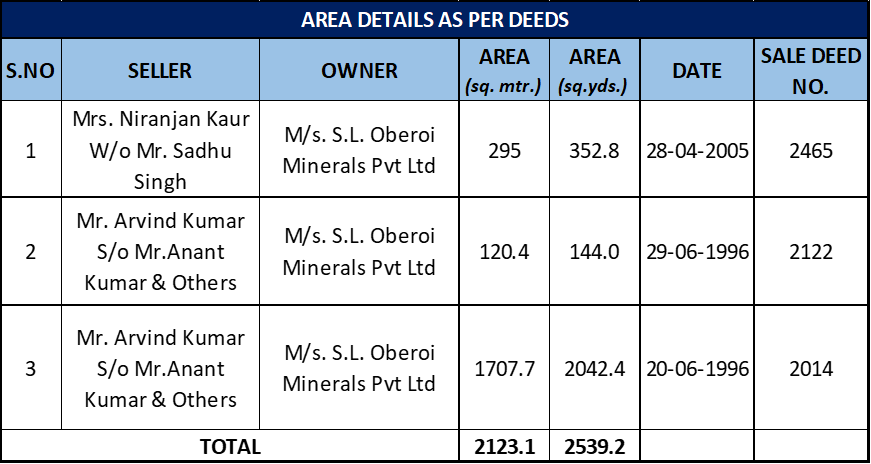 AREA DETAILS AS PER DEEDS
S.NO SELLER OWNER AREA (sq. mtr.) AREA (sq.yds.) DATE SALE DEED NO.
1 Mrs. Niranjan Kaur W/o Mr. Sadhu Singh M/s. S.L. Oberoi Minerals Pvt Ltd 295 352.8 28-04-2005 2465
2 Mr. Arvind Kumar S/o Mr.Anant Kumar & Others M/s. S.L. Oberoi Minerals Pvt Ltd 120.4 144.0 29-06-1996 2122
3 Mr. Arvind Kumar S/o Mr.Anant Kumar & Others M/s. S.L. Oberoi Minerals Pvt Ltd 1707.7 2042.4 20-06-1996 2014
TOTAL 2123.1 2539.2